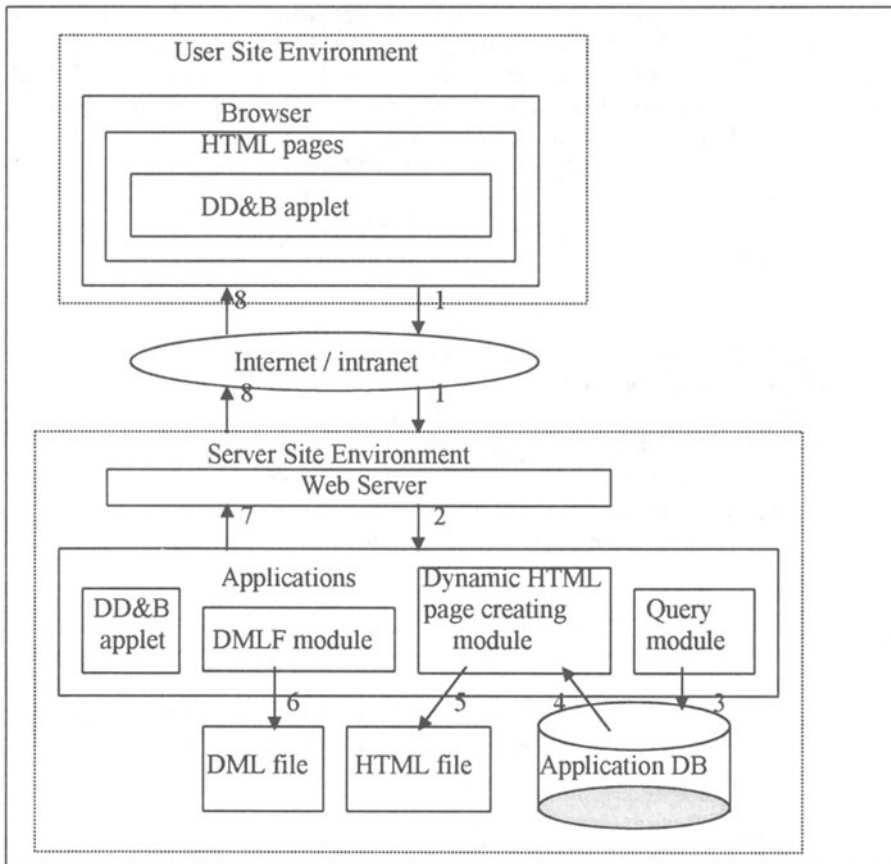 User Site Environment
Browser
HTML pages
DD&B applet
8 1
Internet / intranet
8 1
Server Site Environment
Web Server
7 2
Applications
DD&B
applet
DMLF module
Dynamic HTML
page creating
module
Query
module
6 5 4 3
DML file
HTML file
Application DB